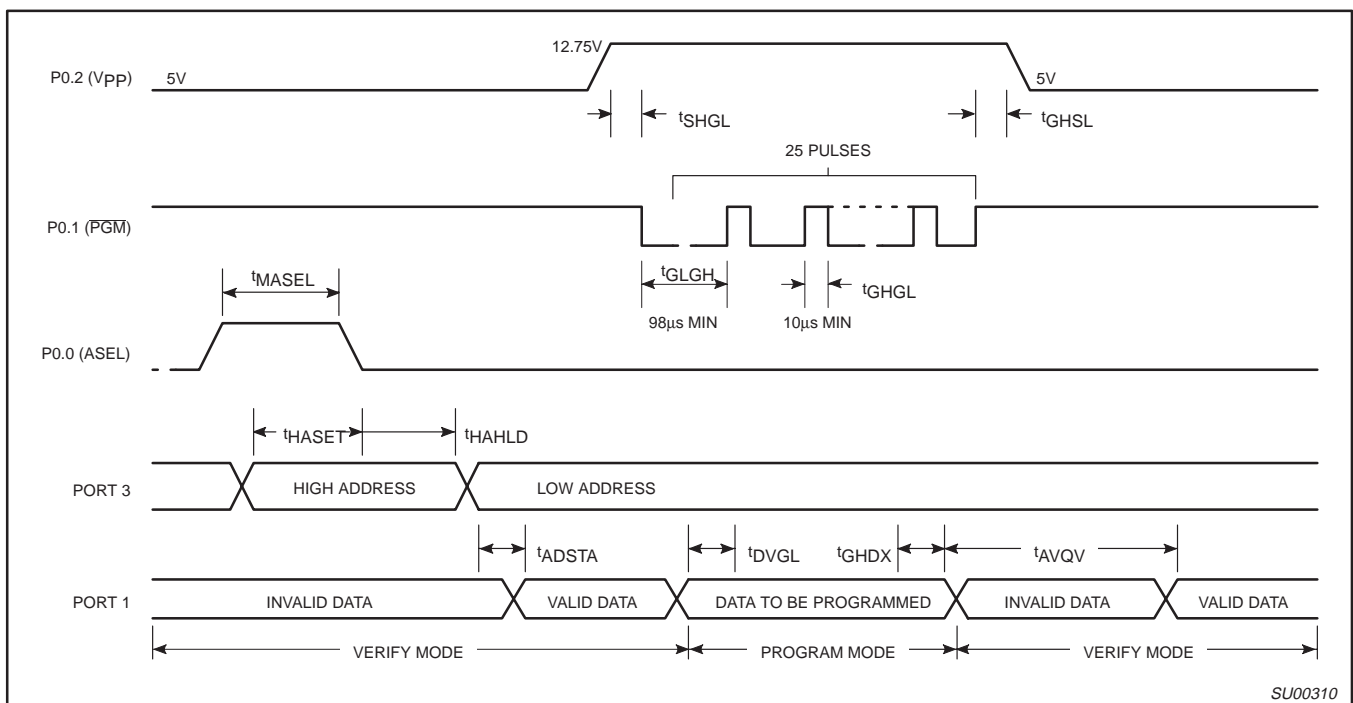 12.75V
P0.2 (VPP) 5V 5V
tSHGL tGHSL
25 PULSES
P0.1 (PGM)
tMASEL tGLGH tGHGL
98µs MIN 10µs MIN
P0.0 (ASEL)
tHASET tHAHLD
PORT 3 HIGH ADDRESS LOW ADDRESS
tADSTA tDVGL tGHDX tAVQV
PORT 1 INVALID DATA VALID DATA DATA TO BE PROGRAMMED INVALID DATA VALID DATA
VERIFY MODE PROGRAM MODE VERIFY MODE
SU00310